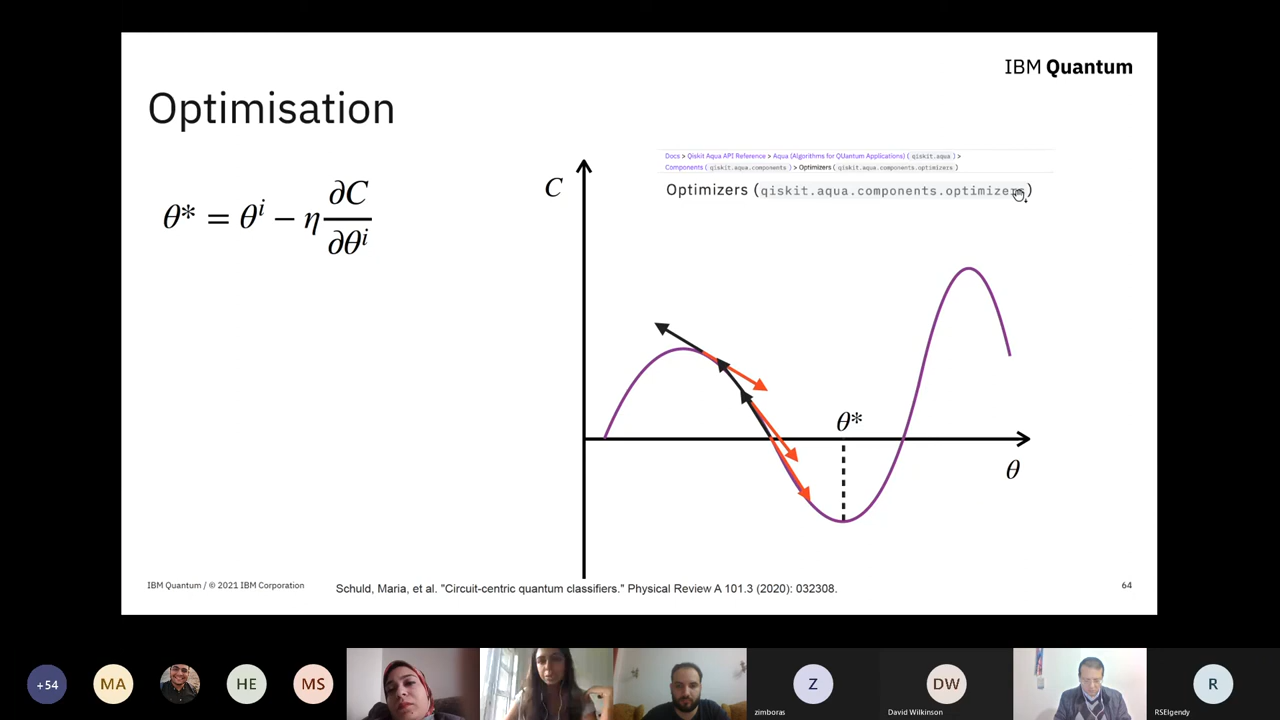 IBM Quantum
Optimisation
Docs > Qiskit Aqua API Reference > Aqua (Algorithms for QUantum Applications) ( qiskit.aqua ) >
Components ( qiskit.aqua.components ) > Optimizers ( qiskit.aqua.components.optimizers )
Optimizers (qiskit.aqua.components.optimizers)
θ* = θⁱ − η ∂C/∂θⁱ
C
θ*
θ
IBM Quantum / © 2021 IBM Corporation
Schuld, Maria, et al. "Circuit-centric quantum classifiers." Physical Review A 101.3 (2020): 032308.
64
+54
MA
HE
MS
Z
zimboras
DW
David Wilkinson
R
RSElgendy